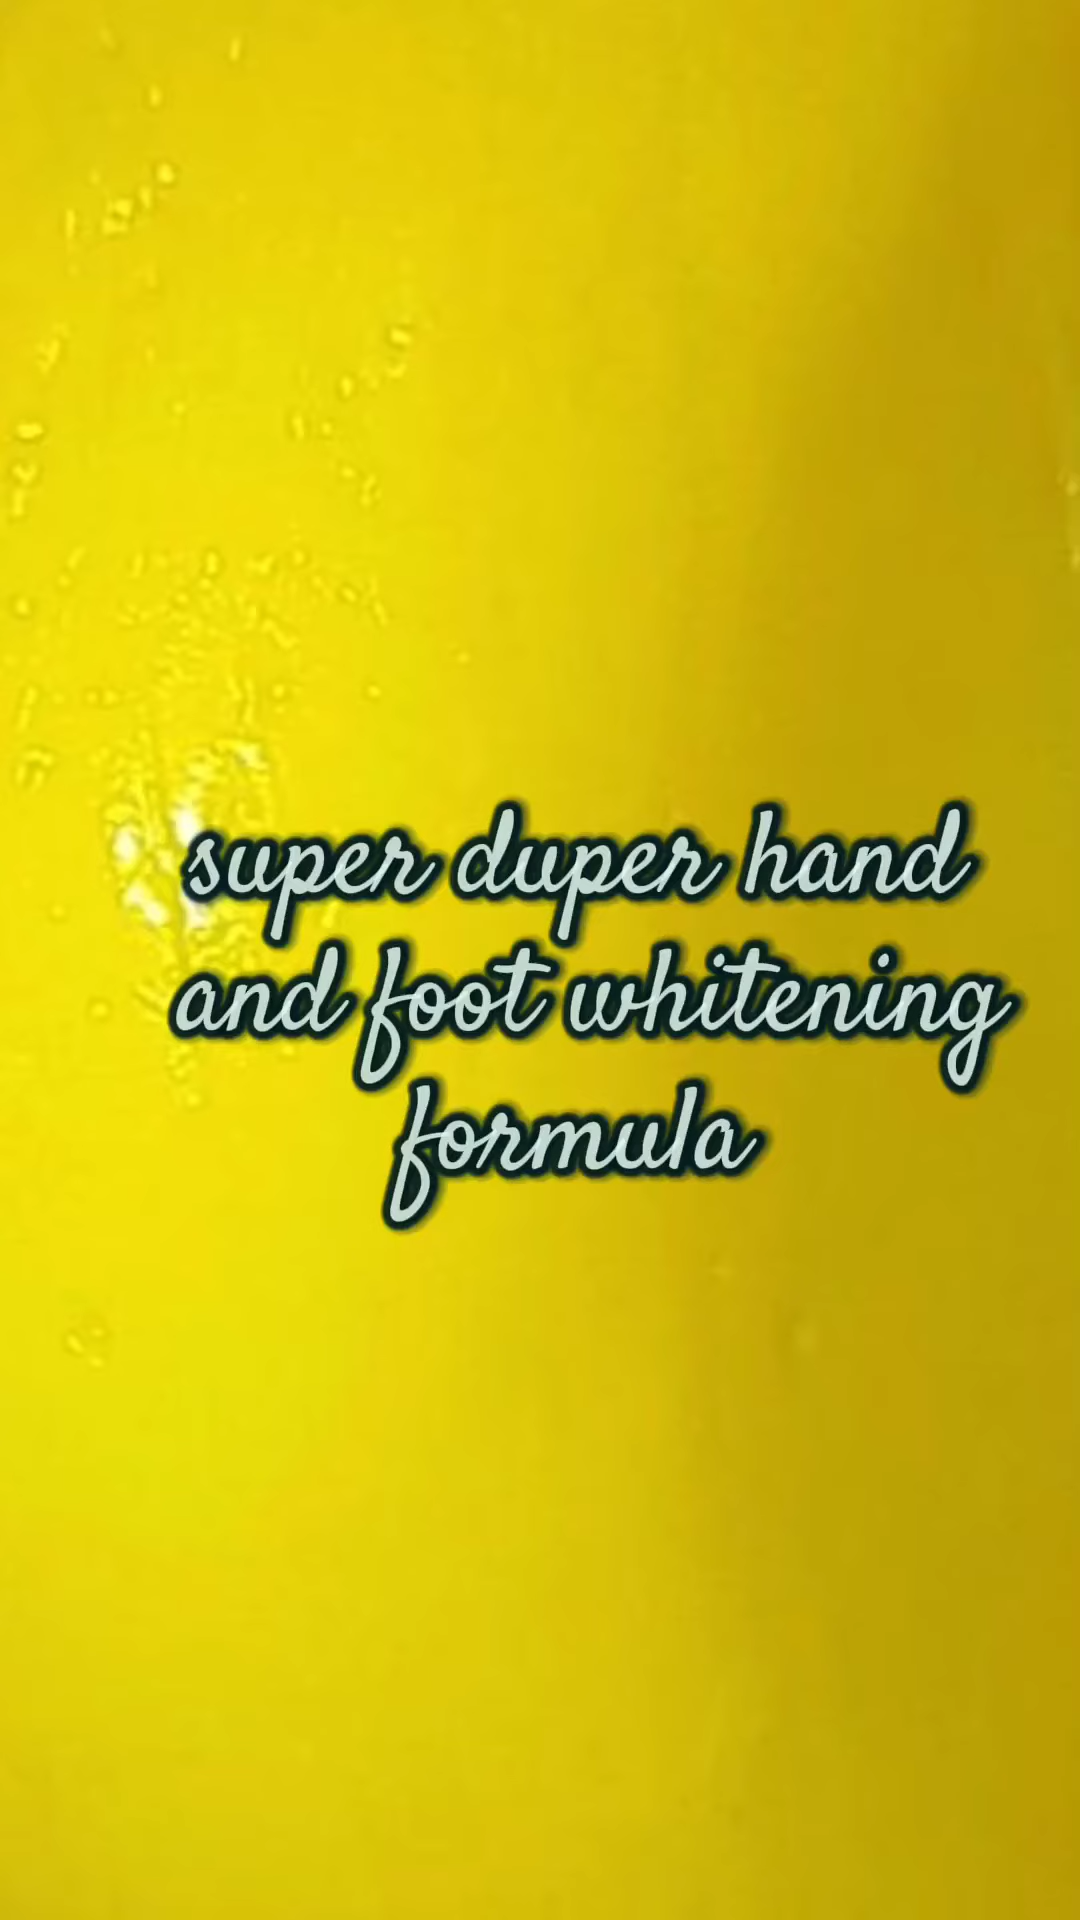 super duper hand
and foot whitening
formula